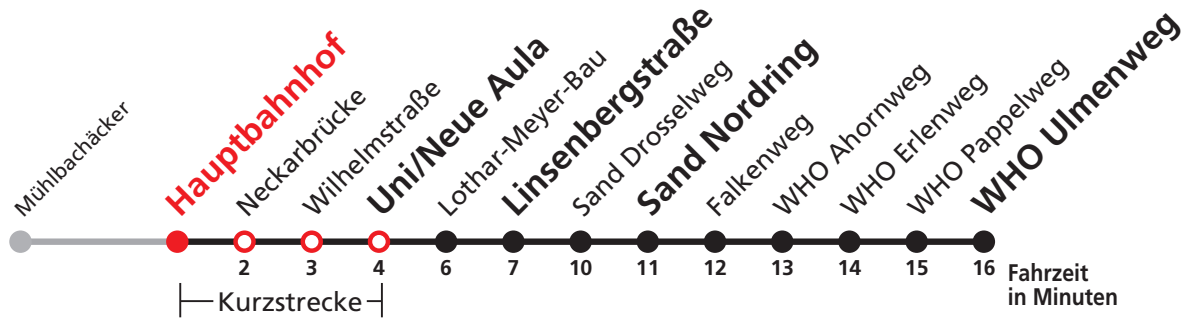 Mühlbachäcker
Hauptbahnhof
Neckarbrücke
Wilhelmstraße
Uni/Neue Aula
Lothar-Meyer-Bau
Linsenbergstraße
Sand Drosselweg
Sand Nordring
Falkenweg
WHO Ahornweg
WHO Erlenweg
WHO Pappelweg
WHO Ulmenweg
2 3 4 6 7 10 11 12 13 14 15 16
Fahrzeit
in Minuten
Kurzstrecke